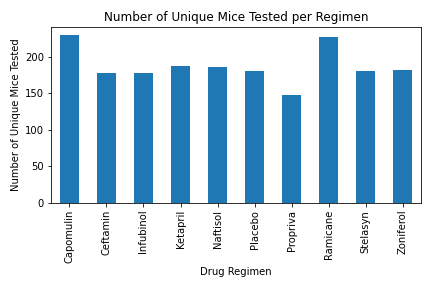 Number of Unique Mice Tested per Regimen
Number of Unique Mice Tested
200
150
100
50
0
Capomulin
Ceftamin
Infubinol
Ketapril
Naftisol
Placebo
Propriva
Ramicane
Stelasyn
Zoniferol
Drug Regimen